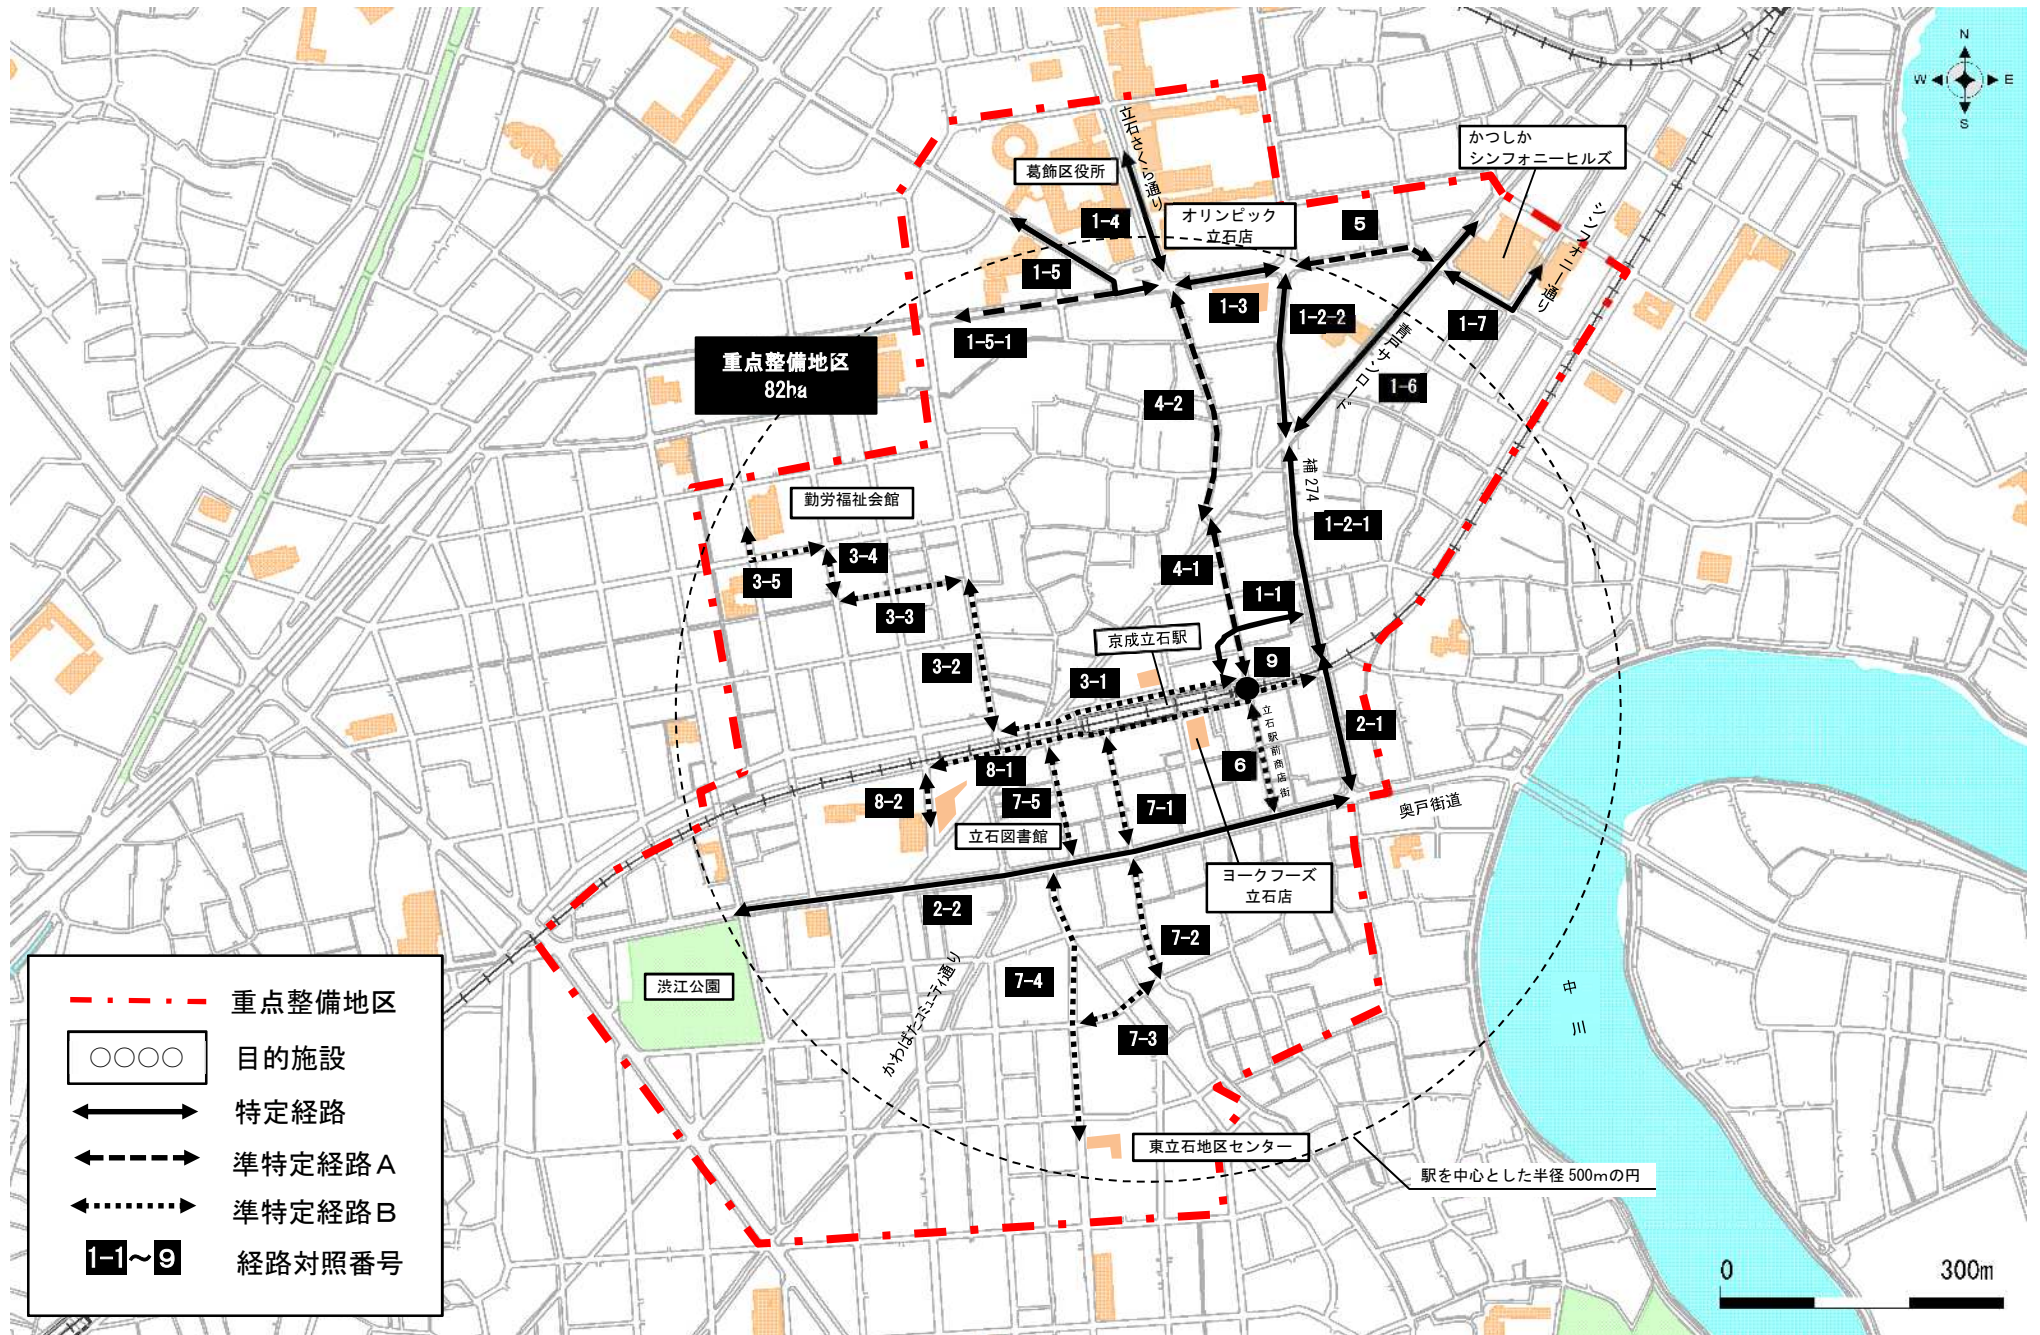 N
W E
S
かつしか
シンフォニーヒルズ
立石さくら通り
葛飾区役所
1-4
オリンピック
立石店
5
シンフォニー通り
1-5
1-3
1-2-2
1-7
1-5-1
青戸サンロード
重点整備地区
82ha
1-6
4-2
補274
勤労福祉会館
1-2-1
3-4
3-5
4-1
1-1
3-3
京成立石駅
3-2
9
3-1
立石駅前商店街
2-1
6
8-1
8-2
7-5
7-1
奥戸街道
立石図書館
ヨークフーズ
立石店
2-2
7-2
かわばたコミュニティ通り
7-4
渋江公園
中川
7-3
東立石地区センター
駅を中心とした半径500mの円
重点整備地区
○○○○ 目的施設
特定経路
準特定経路A
準特定経路B
1-1～9 経路対照番号
0 300m